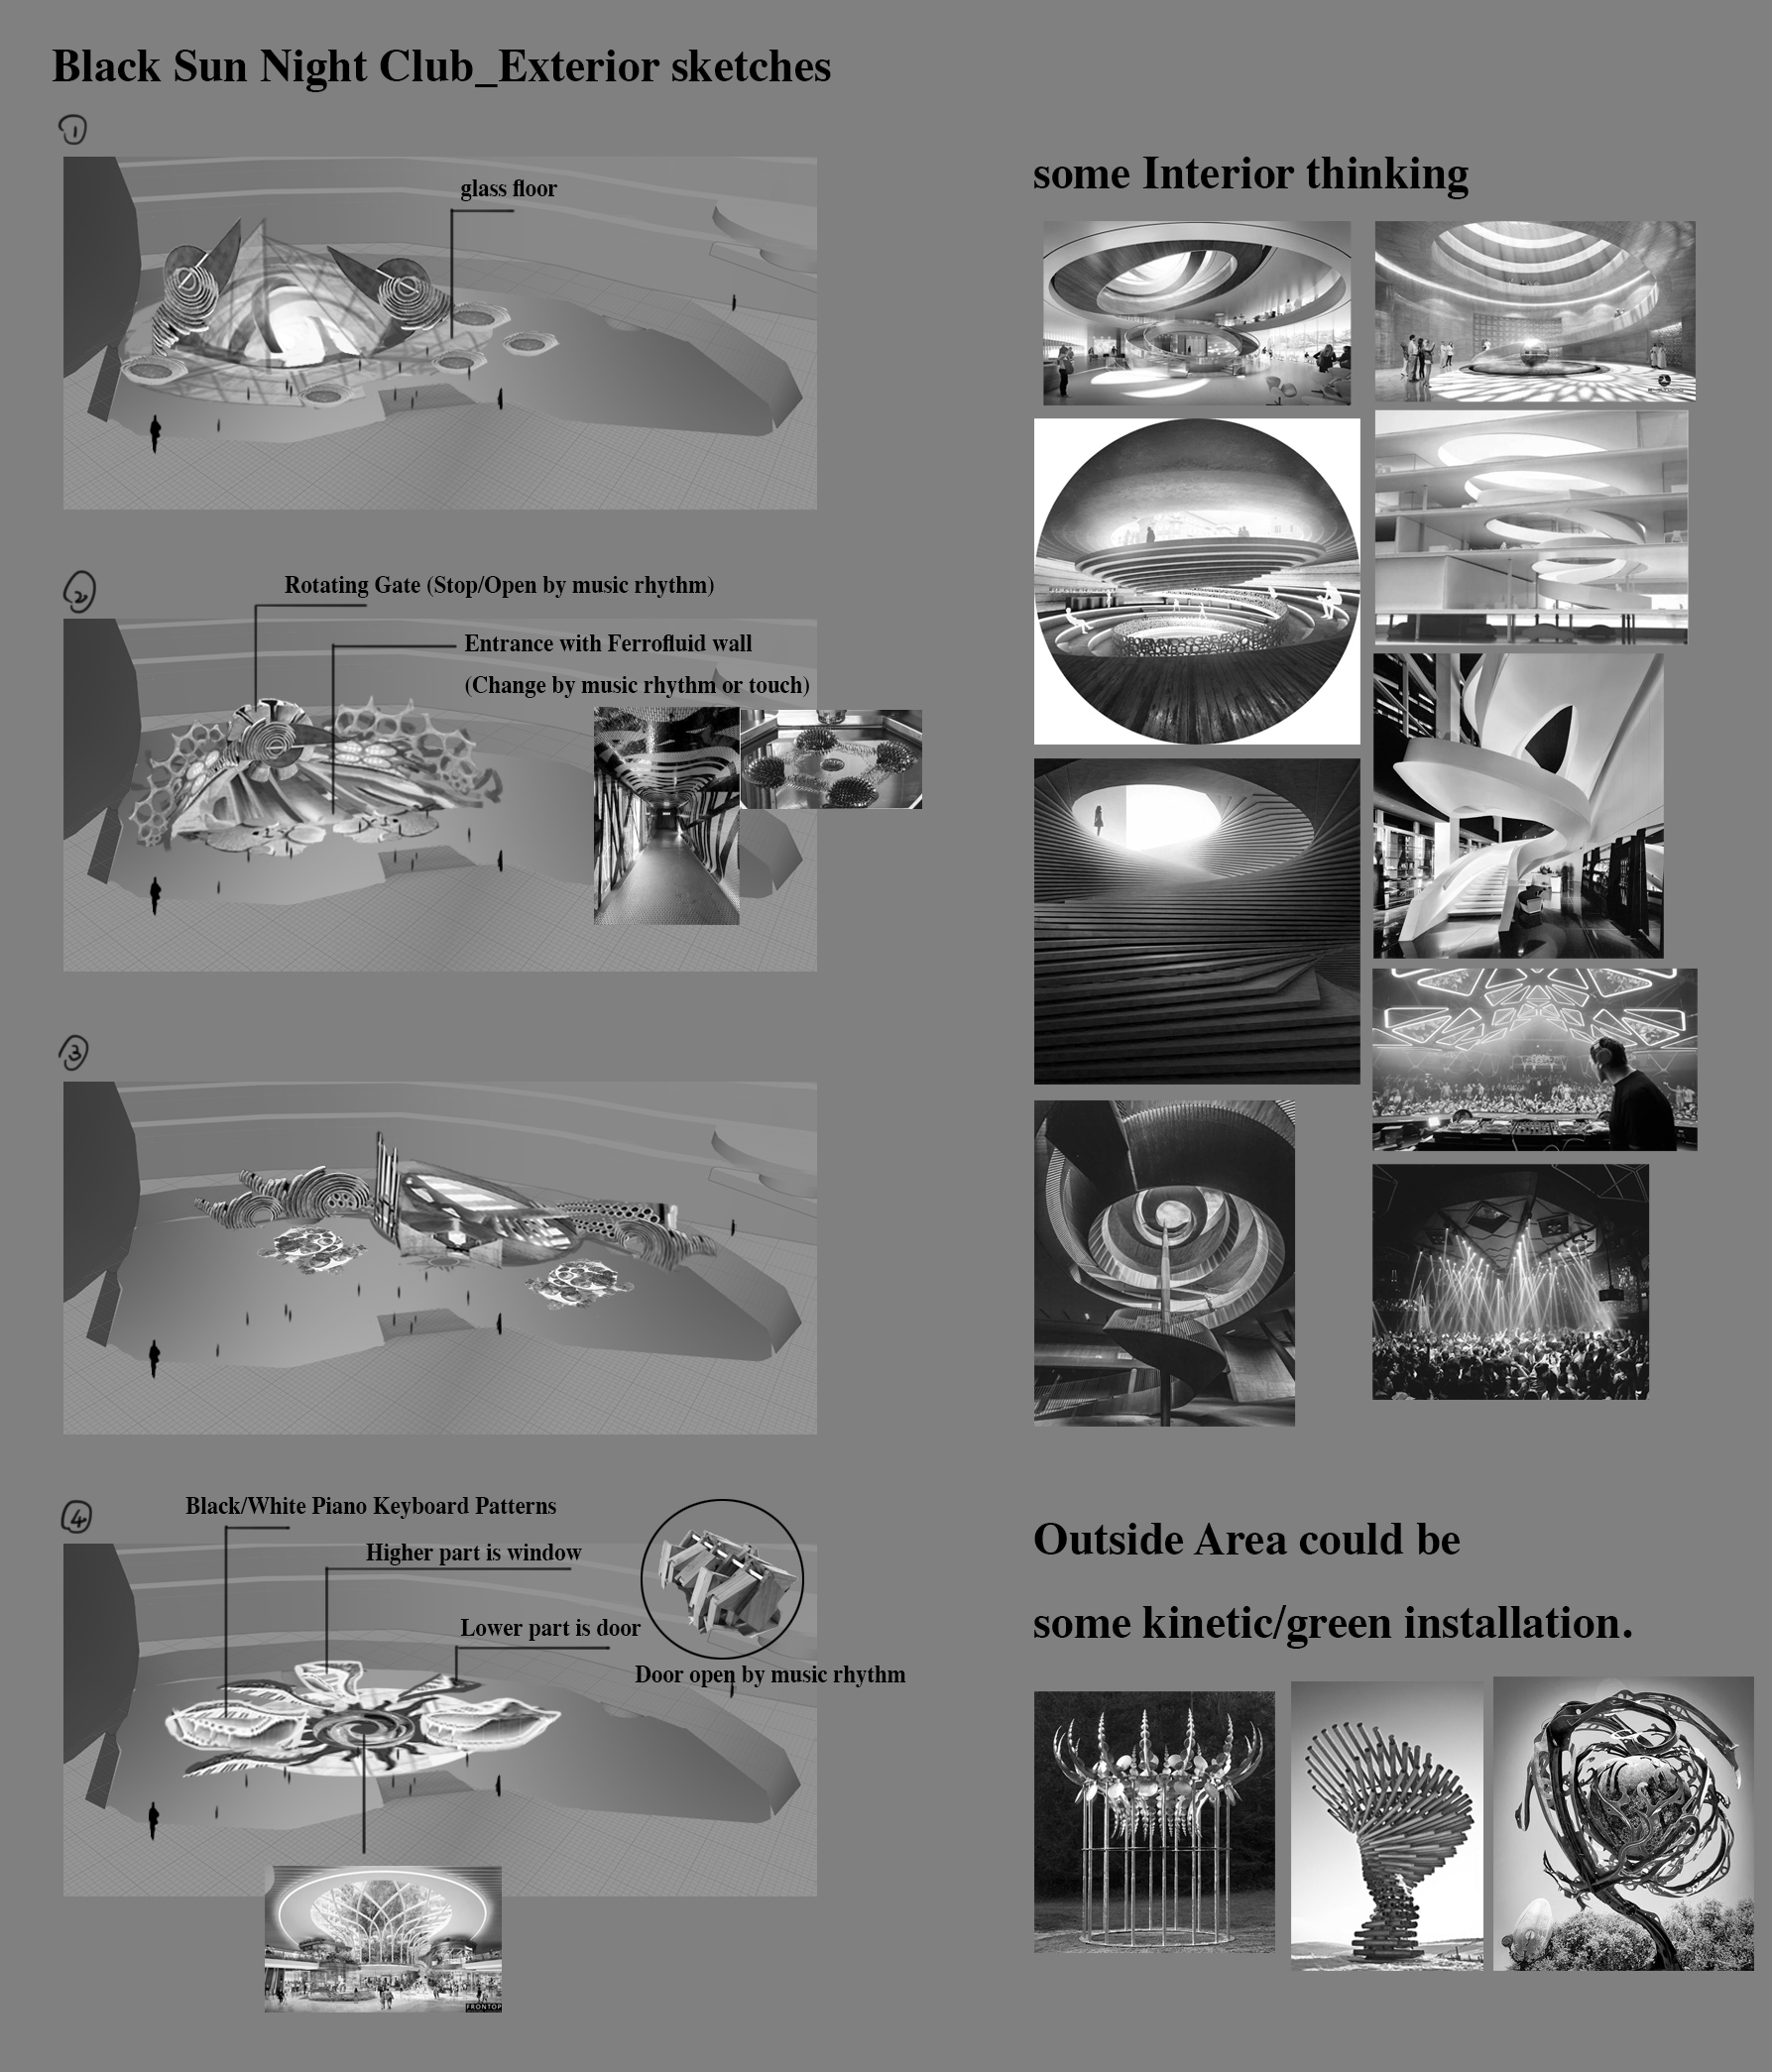 Black Sun Night Club_Exterior sketches
1
glass floor
2
Rotating Gate (Stop/Open by music rhythm)
Entrance with Ferrofluid wall
(Change by music rhythm or touch)
3
4
Black/White Piano Keyboard Patterns
Higher part is window
Lower part is door
Door open by music rhythm
FRONTOP
some Interior thinking
Outside Area could be
some kinetic/green installation.